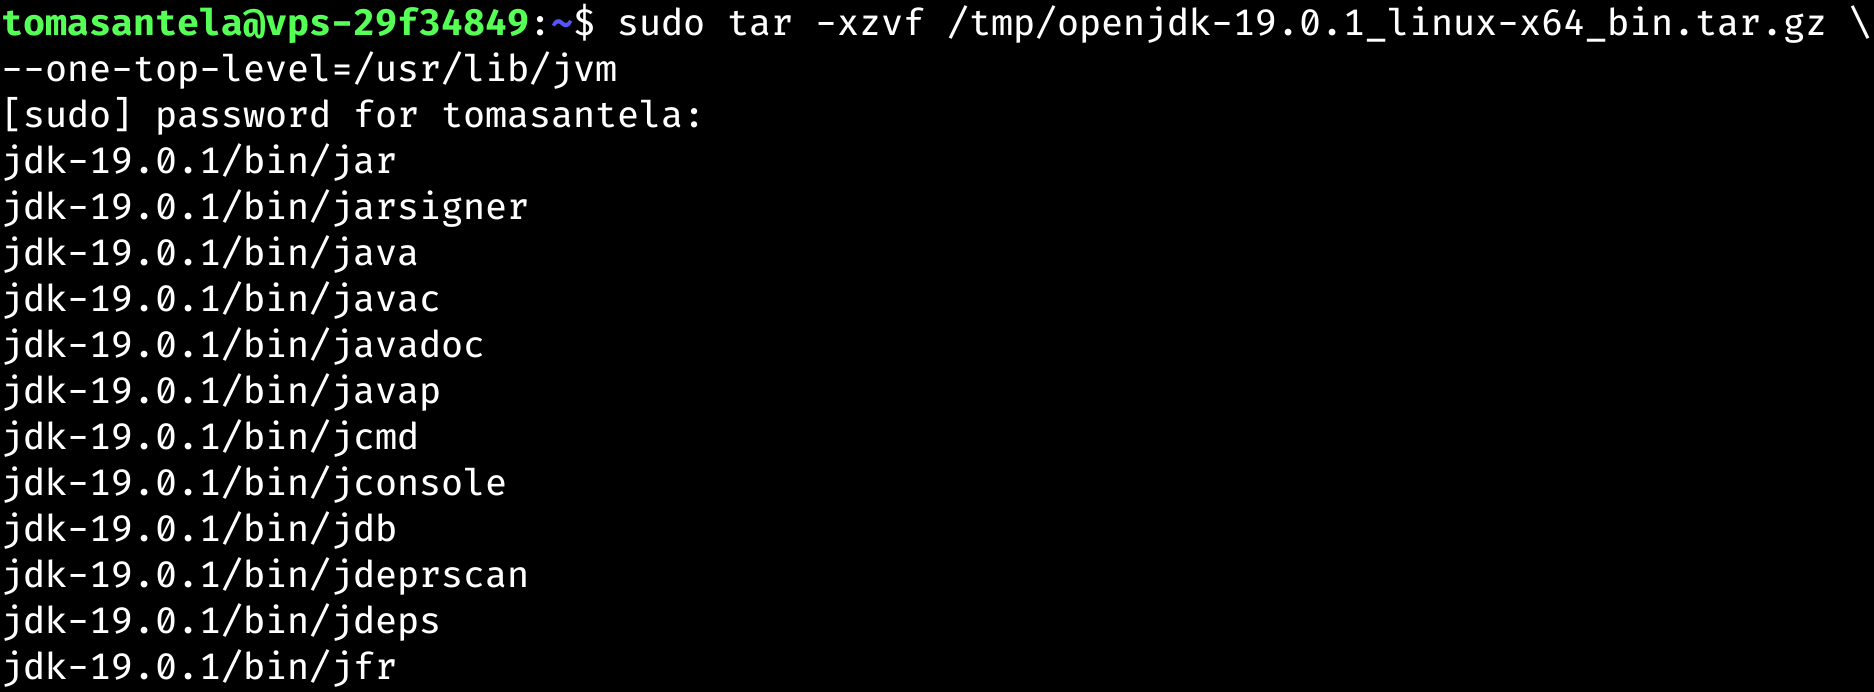 tomasantela@vps-29f34849:~$ sudo tar -xzvf /tmp/openjdk-19.0.1_linux-x64_bin.tar.gz \
--one-top-level=/usr/lib/jvm
[sudo] password for tomasantela:
jdk-19.0.1/bin/jar
jdk-19.0.1/bin/jarsigner
jdk-19.0.1/bin/java
jdk-19.0.1/bin/javac
jdk-19.0.1/bin/javadoc
jdk-19.0.1/bin/javap
jdk-19.0.1/bin/jcmd
jdk-19.0.1/bin/jconsole
jdk-19.0.1/bin/jdb
jdk-19.0.1/bin/jdeprscan
jdk-19.0.1/bin/jdeps
jdk-19.0.1/bin/jfr